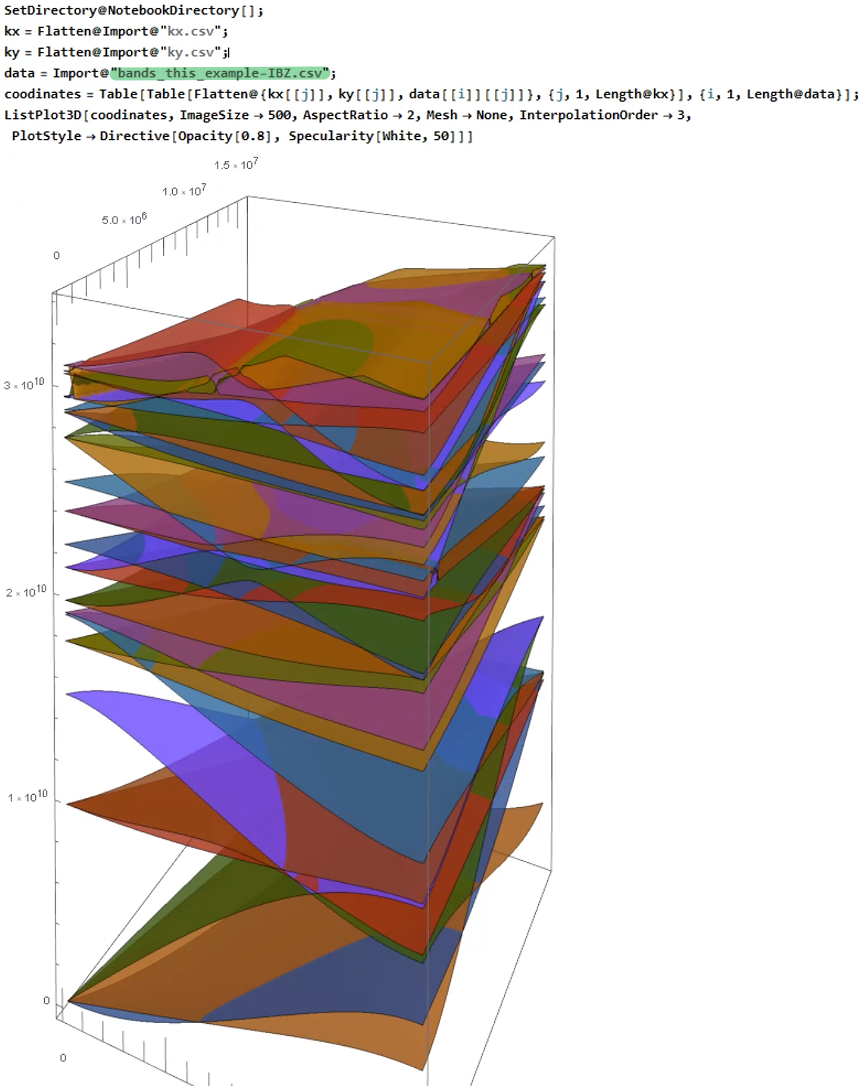 SetDirectory@NotebookDirectory[];
kx = Flatten@Import@"kx.csv";
ky = Flatten@Import@"ky.csv";
data = Import@"bands_this_example-IBZ.csv";
coodinates = Table[Table[Flatten@{kx[[j]], ky[[j]], data[[i]][[j]]}, {j, 1, Length@kx}], {i, 1, Length@data}];
ListPlot3D[coodinates, ImageSize → 500, AspectRatio → 2, Mesh → None, InterpolationOrder → 3,
PlotStyle → Directive[Opacity[0.8], Specularity[White, 50]]]
1.5 × 10⁷
1.0 × 10⁷
5.0 × 10⁶
0
3 × 10¹⁰
2 × 10¹⁰
1 × 10¹⁰
0
0